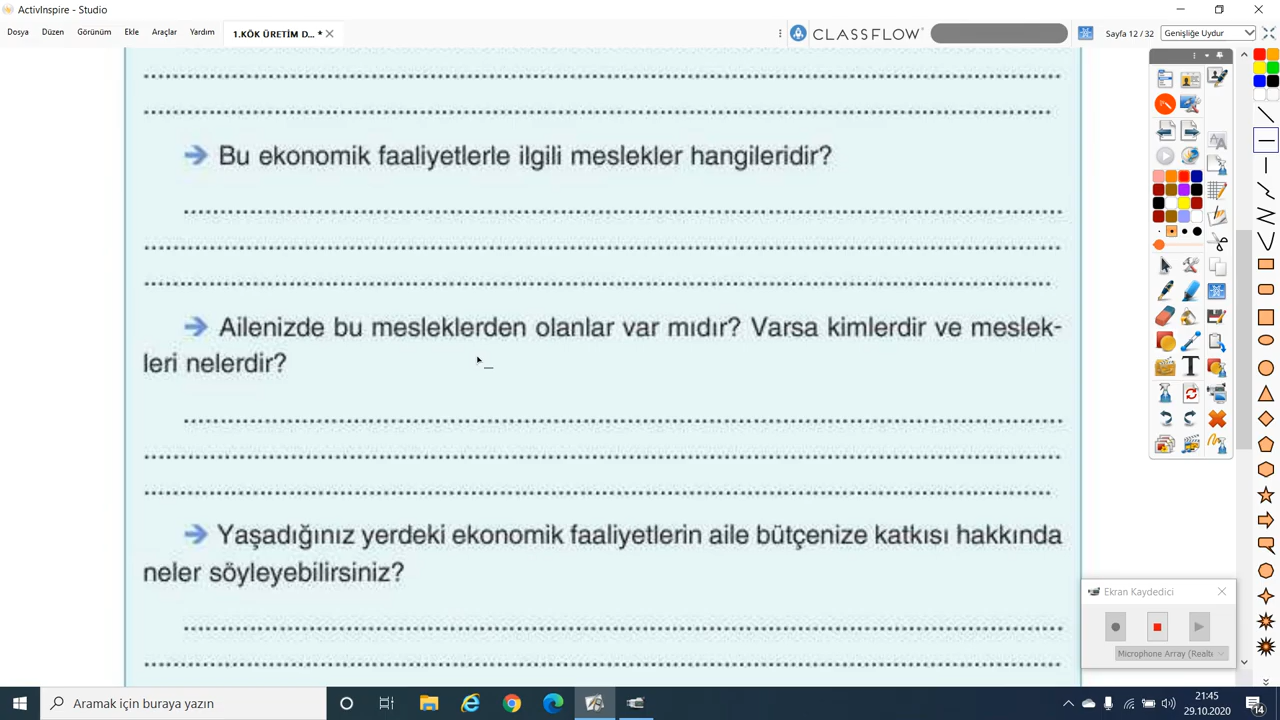 ActivInspire - Studio
Dosya Düzen Görünüm Ekle Araçlar Yardım 1.KÖK ÜRETİM D... * CLASSFLOW Sayfa 12 / 32 Genişliğe Uydur
Bu ekonomik faaliyetlerle ilgili meslekler hangileridir?
Ailenizde bu mesleklerden olanlar var mıdır? Varsa kimlerdir ve meslek-
leri nelerdir?
Yaşadığınız yerdeki ekonomik faaliyetlerin aile bütçenize katkısı hakkında
neler söyleyebilirsiniz?
Ekran Kaydedici
Microphone Array (Realt
Aramak için buraya yazın
21:45
29.10.2020
14